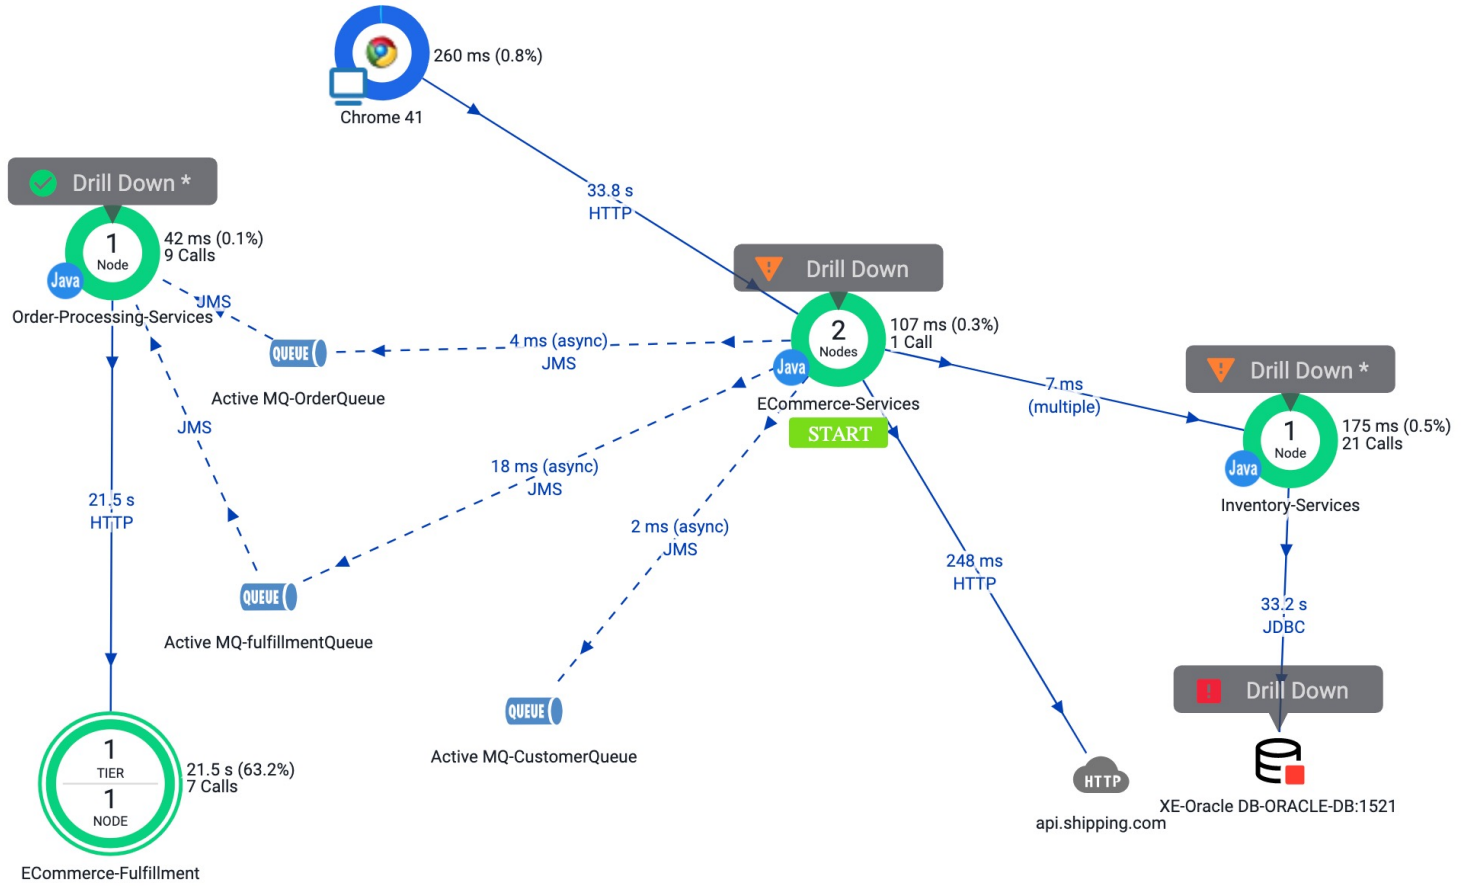 260 ms (0.8%)
Chrome 41
33.8 s
HTTP
Drill Down *
1
Node
42 ms (0.1%)
9 Calls
Java
Order-Processing-Services
JMS
QUEUE
Active MQ-OrderQueue
4 ms (async)
JMS
Drill Down
2
Nodes
107 ms (0.3%)
1 Call
Java
ECommerce-Services
START
7 ms
(multiple)
Drill Down *
1
Node
175 ms (0.5%)
21 Calls
Java
Inventory-Services
JMS
18 ms (async)
JMS
21.5 s
HTTP
2 ms (async)
JMS
248 ms
HTTP
33.2 s
JDBC
QUEUE
Active MQ-fulfillmentQueue
QUEUE
Active MQ-CustomerQueue
Drill Down
XE-Oracle DB-ORACLE-DB:1521
HTTP
api.shipping.com
1
TIER
1
NODE
21.5 s (63.2%)
7 Calls
ECommerce-Fulfillment